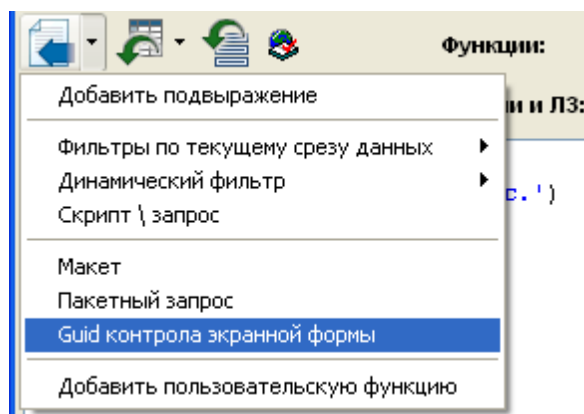 Функции:
Добавить подвыражение
и и ЛЗ:
Фильтры по текущему срезу данных
Динамический фильтр
с.')
Скрипт \ запрос
Макет
Пакетный запрос
Guid контрола экранной формы
Добавить пользовательскую функцию